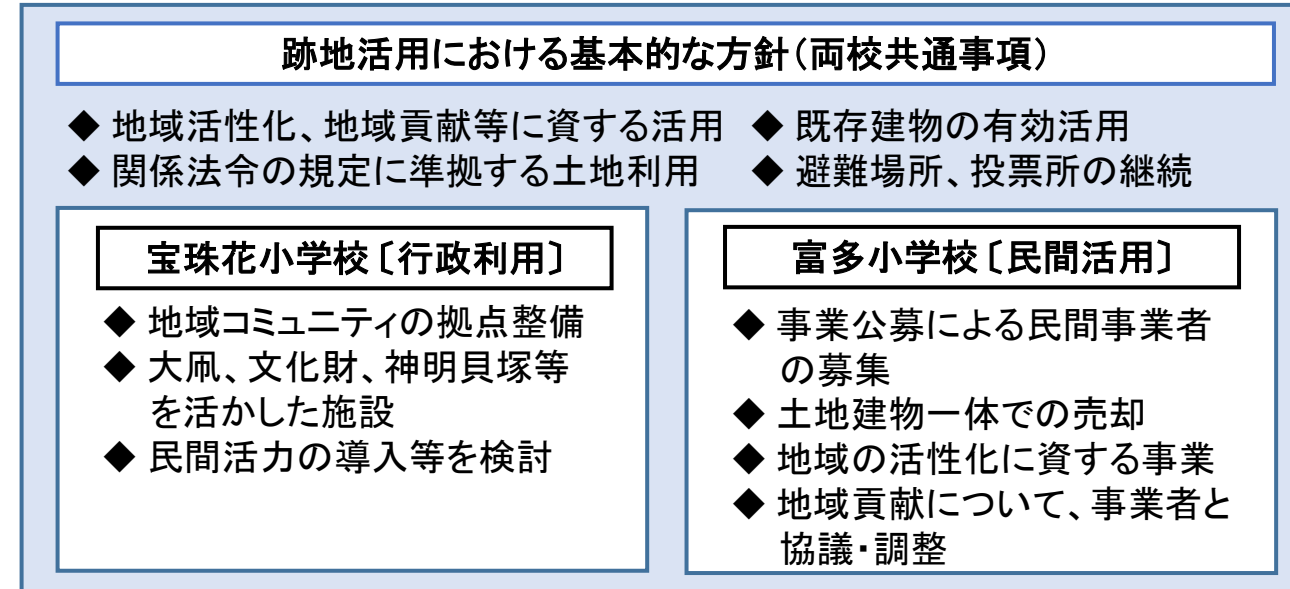 跡地活用における基本的な方針(両校共通事項)
◆ 地域活性化、地域貢献等に資する活用 ◆ 既存建物の有効活用
◆ 関係法令の規定に準拠する土地利用 ◆ 避難場所、投票所の継続
宝珠花小学校〔行政利用〕
◆ 地域コミュニティの拠点整備
◆ 大凧、文化財、神明貝塚等
を活かした施設
◆ 民間活力の導入等を検討
富多小学校〔民間活用〕
◆ 事業公募による民間事業者
の募集
◆ 土地建物一体での売却
◆ 地域の活性化に資する事業
◆ 地域貢献について、事業者と
協議・調整